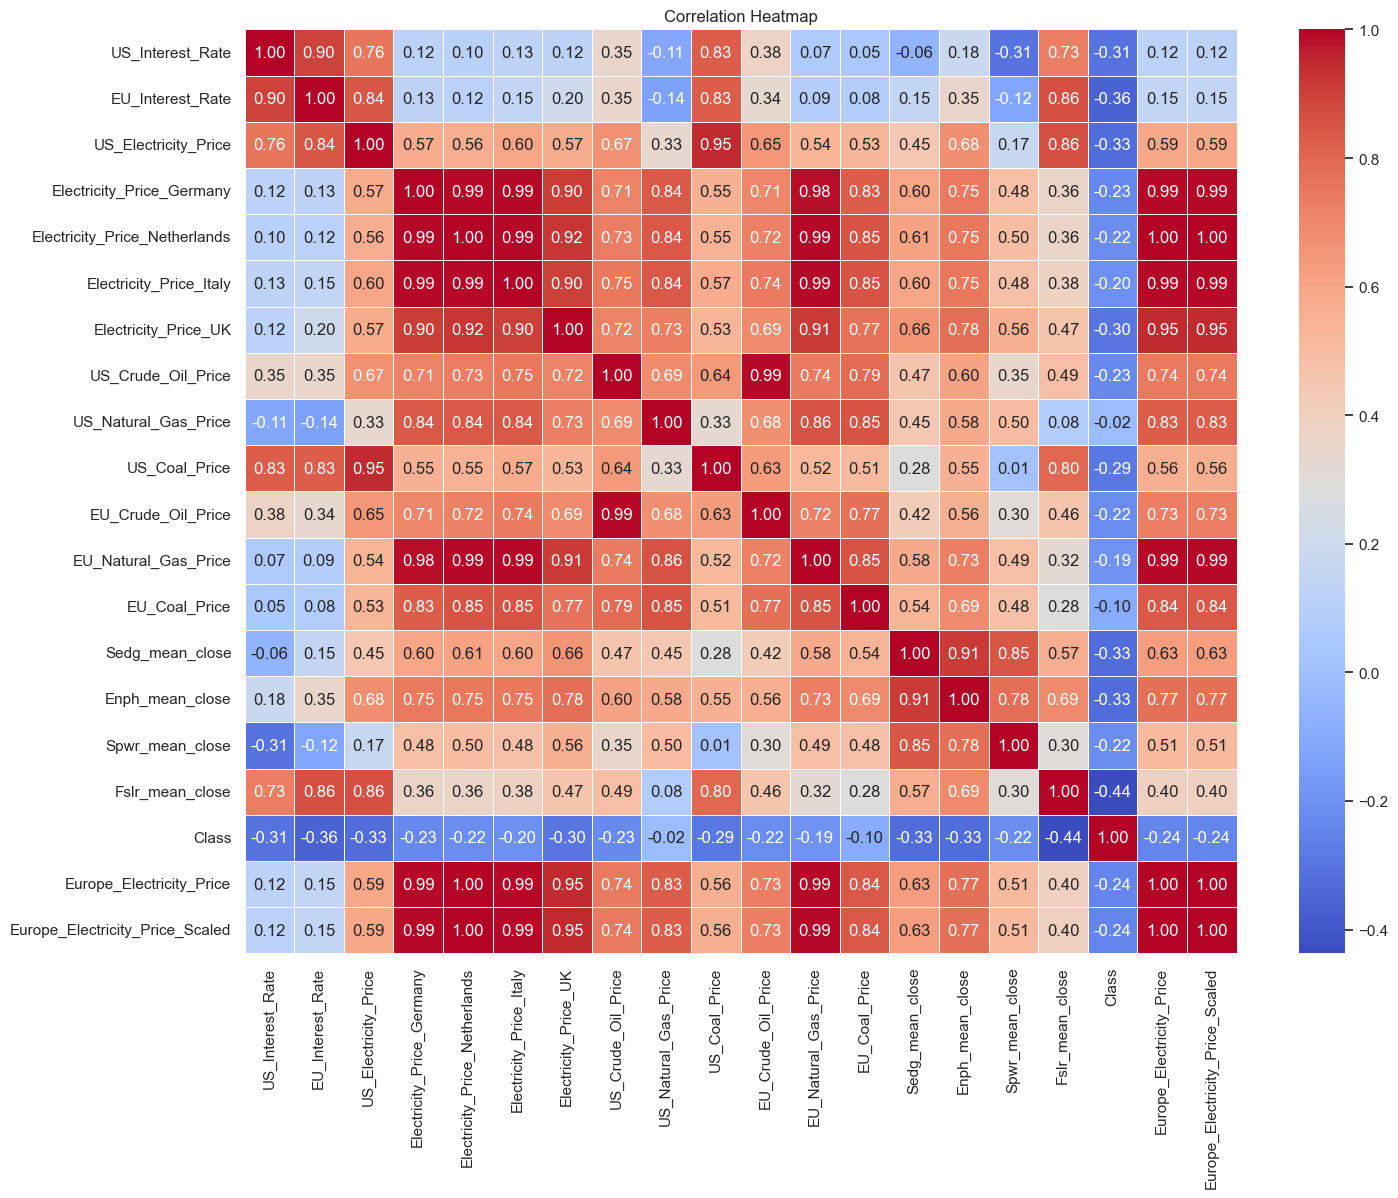 Correlation Heatmap
US_Interest_Rate 1.00 0.90 0.76 0.12 0.10 0.13 0.12 0.35 -0.11 0.83 0.38 0.07 0.05 -0.06 0.18 -0.31 0.73 -0.31 0.12 0.12
EU_Interest_Rate 0.90 1.00 0.84 0.13 0.12 0.15 0.20 0.35 -0.14 0.83 0.34 0.09 0.08 0.15 0.35 -0.12 0.86 -0.36 0.15 0.15
US_Electricity_Price 0.76 0.84 1.00 0.57 0.56 0.60 0.57 0.67 0.33 0.95 0.65 0.54 0.53 0.45 0.68 0.17 0.86 -0.33 0.59 0.59
Electricity_Price_Germany 0.12 0.13 0.57 1.00 0.99 0.99 0.90 0.71 0.84 0.55 0.71 0.98 0.83 0.60 0.75 0.48 0.36 -0.23 0.99 0.99
Electricity_Price_Netherlands 0.10 0.12 0.56 0.99 1.00 0.99 0.92 0.73 0.84 0.55 0.72 0.99 0.85 0.61 0.75 0.50 0.36 -0.22 1.00 1.00
Electricity_Price_Italy 0.13 0.15 0.60 0.99 0.99 1.00 0.90 0.75 0.84 0.57 0.74 0.99 0.85 0.60 0.75 0.48 0.38 -0.20 0.99 0.99
Electricity_Price_UK 0.12 0.20 0.57 0.90 0.92 0.90 1.00 0.72 0.73 0.53 0.69 0.91 0.77 0.66 0.78 0.56 0.47 -0.30 0.95 0.95
US_Crude_Oil_Price 0.35 0.35 0.67 0.71 0.73 0.75 0.72 1.00 0.69 0.64 0.99 0.74 0.79 0.47 0.60 0.35 0.49 -0.23 0.74 0.74
US_Natural_Gas_Price -0.11 -0.14 0.33 0.84 0.84 0.84 0.73 0.69 1.00 0.33 0.68 0.86 0.85 0.45 0.58 0.50 0.08 -0.02 0.83 0.83
US_Coal_Price 0.83 0.83 0.95 0.55 0.55 0.57 0.53 0.64 0.33 1.00 0.63 0.52 0.51 0.28 0.55 0.01 0.80 -0.29 0.56 0.56
EU_Crude_Oil_Price 0.38 0.34 0.65 0.71 0.72 0.74 0.69 0.99 0.68 0.63 1.00 0.72 0.77 0.42 0.56 0.30 0.46 -0.22 0.73 0.73
EU_Natural_Gas_Price 0.07 0.09 0.54 0.98 0.99 0.99 0.91 0.74 0.86 0.52 0.72 1.00 0.85 0.58 0.73 0.49 0.32 -0.19 0.99 0.99
EU_Coal_Price 0.05 0.08 0.53 0.83 0.85 0.85 0.77 0.79 0.85 0.51 0.77 0.85 1.00 0.54 0.69 0.48 0.28 -0.10 0.84 0.84
Sedg_mean_close -0.06 0.15 0.45 0.60 0.61 0.60 0.66 0.47 0.45 0.28 0.42 0.58 0.54 1.00 0.91 0.85 0.57 -0.33 0.63 0.63
Enph_mean_close 0.18 0.35 0.68 0.75 0.75 0.75 0.78 0.60 0.58 0.55 0.56 0.73 0.69 0.91 1.00 0.78 0.69 -0.33 0.77 0.77
Spwr_mean_close -0.31 -0.12 0.17 0.48 0.50 0.48 0.56 0.35 0.50 0.01 0.30 0.49 0.48 0.85 0.78 1.00 0.30 -0.22 0.51 0.51
Fslr_mean_close 0.73 0.86 0.86 0.36 0.36 0.38 0.47 0.49 0.08 0.80 0.46 0.32 0.28 0.57 0.69 0.30 1.00 -0.44 0.40 0.40
Class -0.31 -0.36 -0.33 -0.23 -0.22 -0.20 -0.30 -0.23 -0.02 -0.29 -0.22 -0.19 -0.10 -0.33 -0.33 -0.22 -0.44 1.00 -0.24 -0.24
Europe_Electricity_Price 0.12 0.15 0.59 0.99 1.00 0.99 0.95 0.74 0.83 0.56 0.73 0.99 0.84 0.63 0.77 0.51 0.40 -0.24 1.00 1.00
Europe_Electricity_Price_Scaled 0.12 0.15 0.59 0.99 1.00 0.99 0.95 0.74 0.83 0.56 0.73 0.99 0.84 0.63 0.77 0.51 0.40 -0.24 1.00 1.00
US_Interest_Rate
EU_Interest_Rate
US_Electricity_Price
Electricity_Price_Germany
Electricity_Price_Netherlands
Electricity_Price_Italy
Electricity_Price_UK
US_Crude_Oil_Price
US_Natural_Gas_Price
US_Coal_Price
EU_Crude_Oil_Price
EU_Natural_Gas_Price
EU_Coal_Price
Sedg_mean_close
Enph_mean_close
Spwr_mean_close
Fslr_mean_close
Class
Europe_Electricity_Price
Europe_Electricity_Price_Scaled
1.0
0.8
0.6
0.4
0.2
0.0
−0.2
−0.4